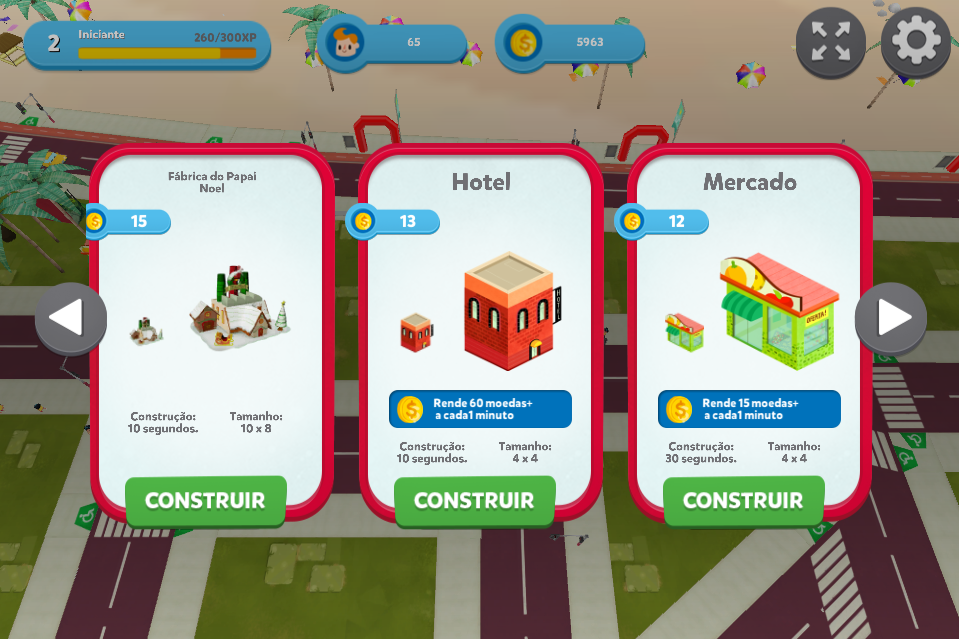 2
Iniciante
260/300XP
65
5963
Fábrica do Papai
Noel
15
Construção:
10 segundos.
Tamanho:
10 x 8
CONSTRUIR
Hotel
13
HOTEL
Rende 60 moedas+
a cada1 minuto
Construção:
10 segundos.
Tamanho:
4 x 4
CONSTRUIR
Mercado
12
OFERTA!
Rende 15 moedas+
a cada1 minuto
Construção:
30 segundos.
Tamanho:
4 x 4
CONSTRUIR